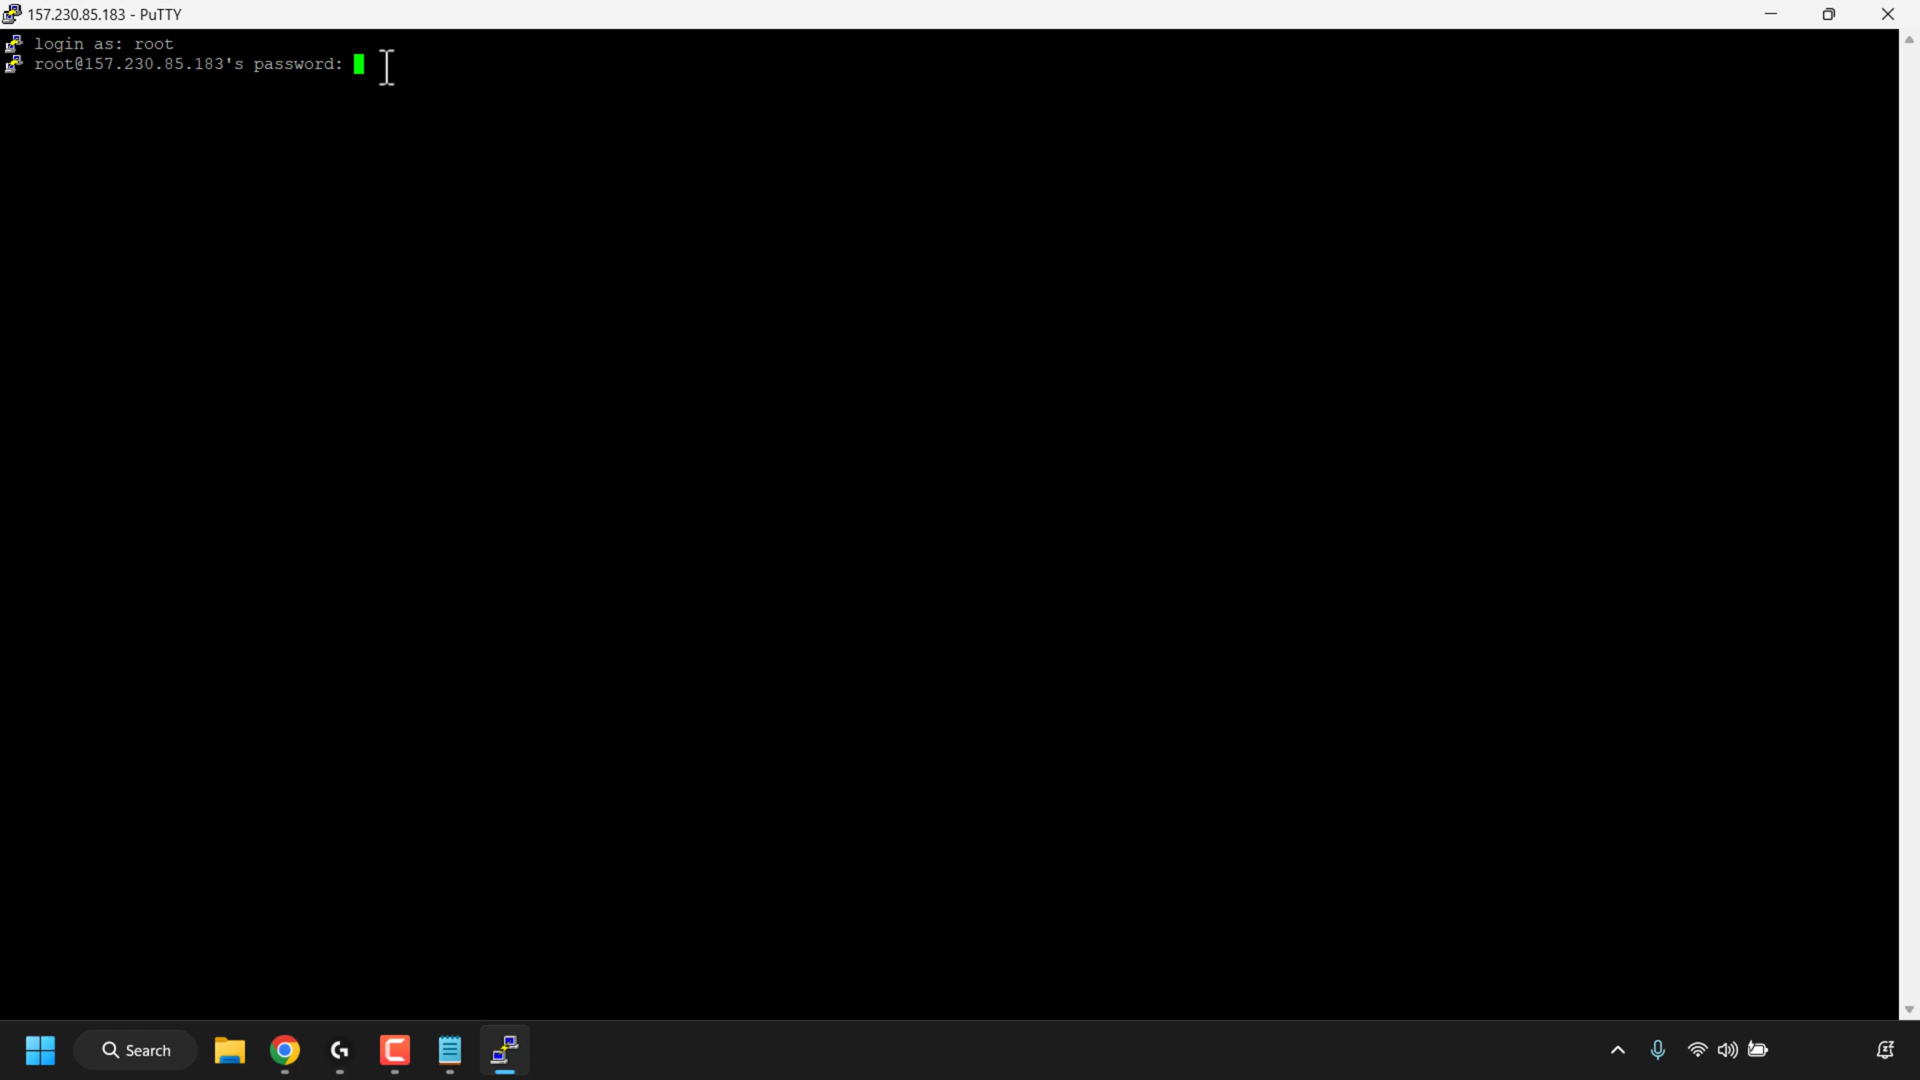 157.230.85.183 - PuTTY
login as: root
root@157.230.85.183's password:
Search